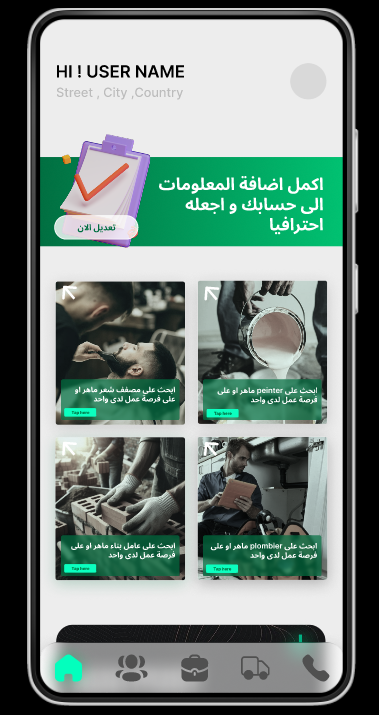 HI ! USER NAME
Street , City ,Country
اكمل اضافة المعلومات
الى حسابك و اجعله
احترافيا
تعديل الان
ابحث على مصفف شعر ماهر او
على فرصة عمل لدى واحد
Tap here
ابحث على peinter ماهر او على
فرصة عمل لدى واحد
Tap here
ابحث على عامل بناء ماهر او على
فرصة عمل لدى واحد
Tap here
ابحث على plombier ماهر او على
فرصة عمل لدى واحد
Tap here